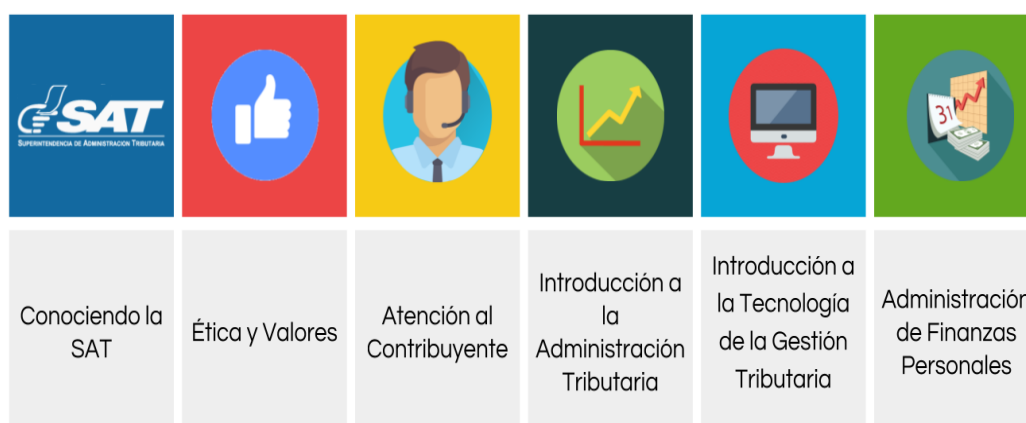 SAT
SUPERINTENDENCIA DE ADMINISTRACIÓN TRIBUTARIA
31
Conociendo la
SAT
Ética y Valores
Atención al
Contribuyente
Introducción a
la
Administración
Tributaria
Introducción a
la Tecnología
de la Gestión
Tributaria
Administración
de Finanzas
Personales